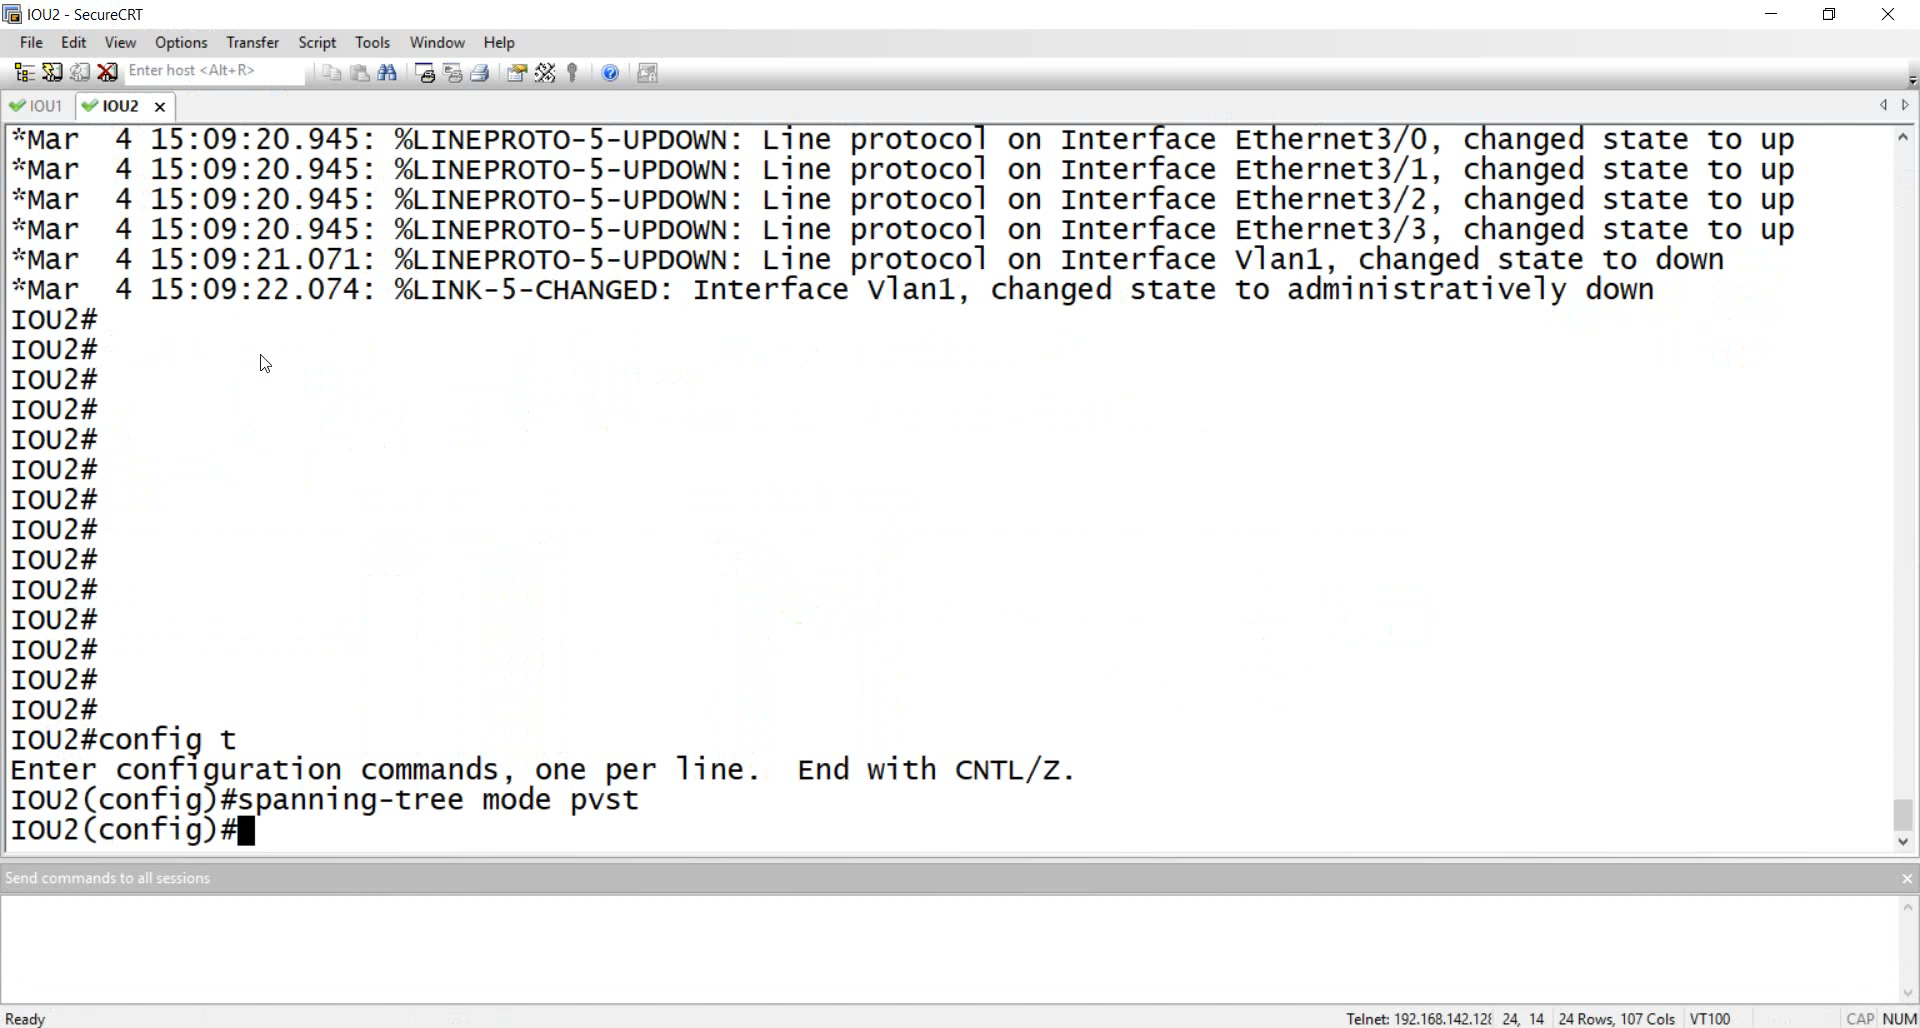 IOU2 - SecureCRT
File Edit View Options Transfer Script Tools Window Help
Enter host <Alt+R>
IOU1 IOU2
*Mar  4 15:09:20.945: %LINEPROTO-5-UPDOWN: Line protocol on Interface Ethernet3/0, changed state to up
*Mar  4 15:09:20.945: %LINEPROTO-5-UPDOWN: Line protocol on Interface Ethernet3/1, changed state to up
*Mar  4 15:09:20.945: %LINEPROTO-5-UPDOWN: Line protocol on Interface Ethernet3/2, changed state to up
*Mar  4 15:09:20.945: %LINEPROTO-5-UPDOWN: Line protocol on Interface Ethernet3/3, changed state to up
*Mar  4 15:09:21.071: %LINEPROTO-5-UPDOWN: Line protocol on Interface Vlan1, changed state to down
*Mar  4 15:09:22.074: %LINK-5-CHANGED: Interface Vlan1, changed state to administratively down
IOU2#
IOU2#
IOU2#
IOU2#
IOU2#
IOU2#
IOU2#
IOU2#
IOU2#
IOU2#
IOU2#
IOU2#
IOU2#
IOU2#
IOU2#config t
Enter configuration commands, one per line.  End with CNTL/Z.
IOU2(config)#spanning-tree mode pvst
IOU2(config)#
Send commands to all sessions
Ready Telnet: 192.168.142.128 24, 14 24 Rows, 107 Cols VT100 CAP NUM